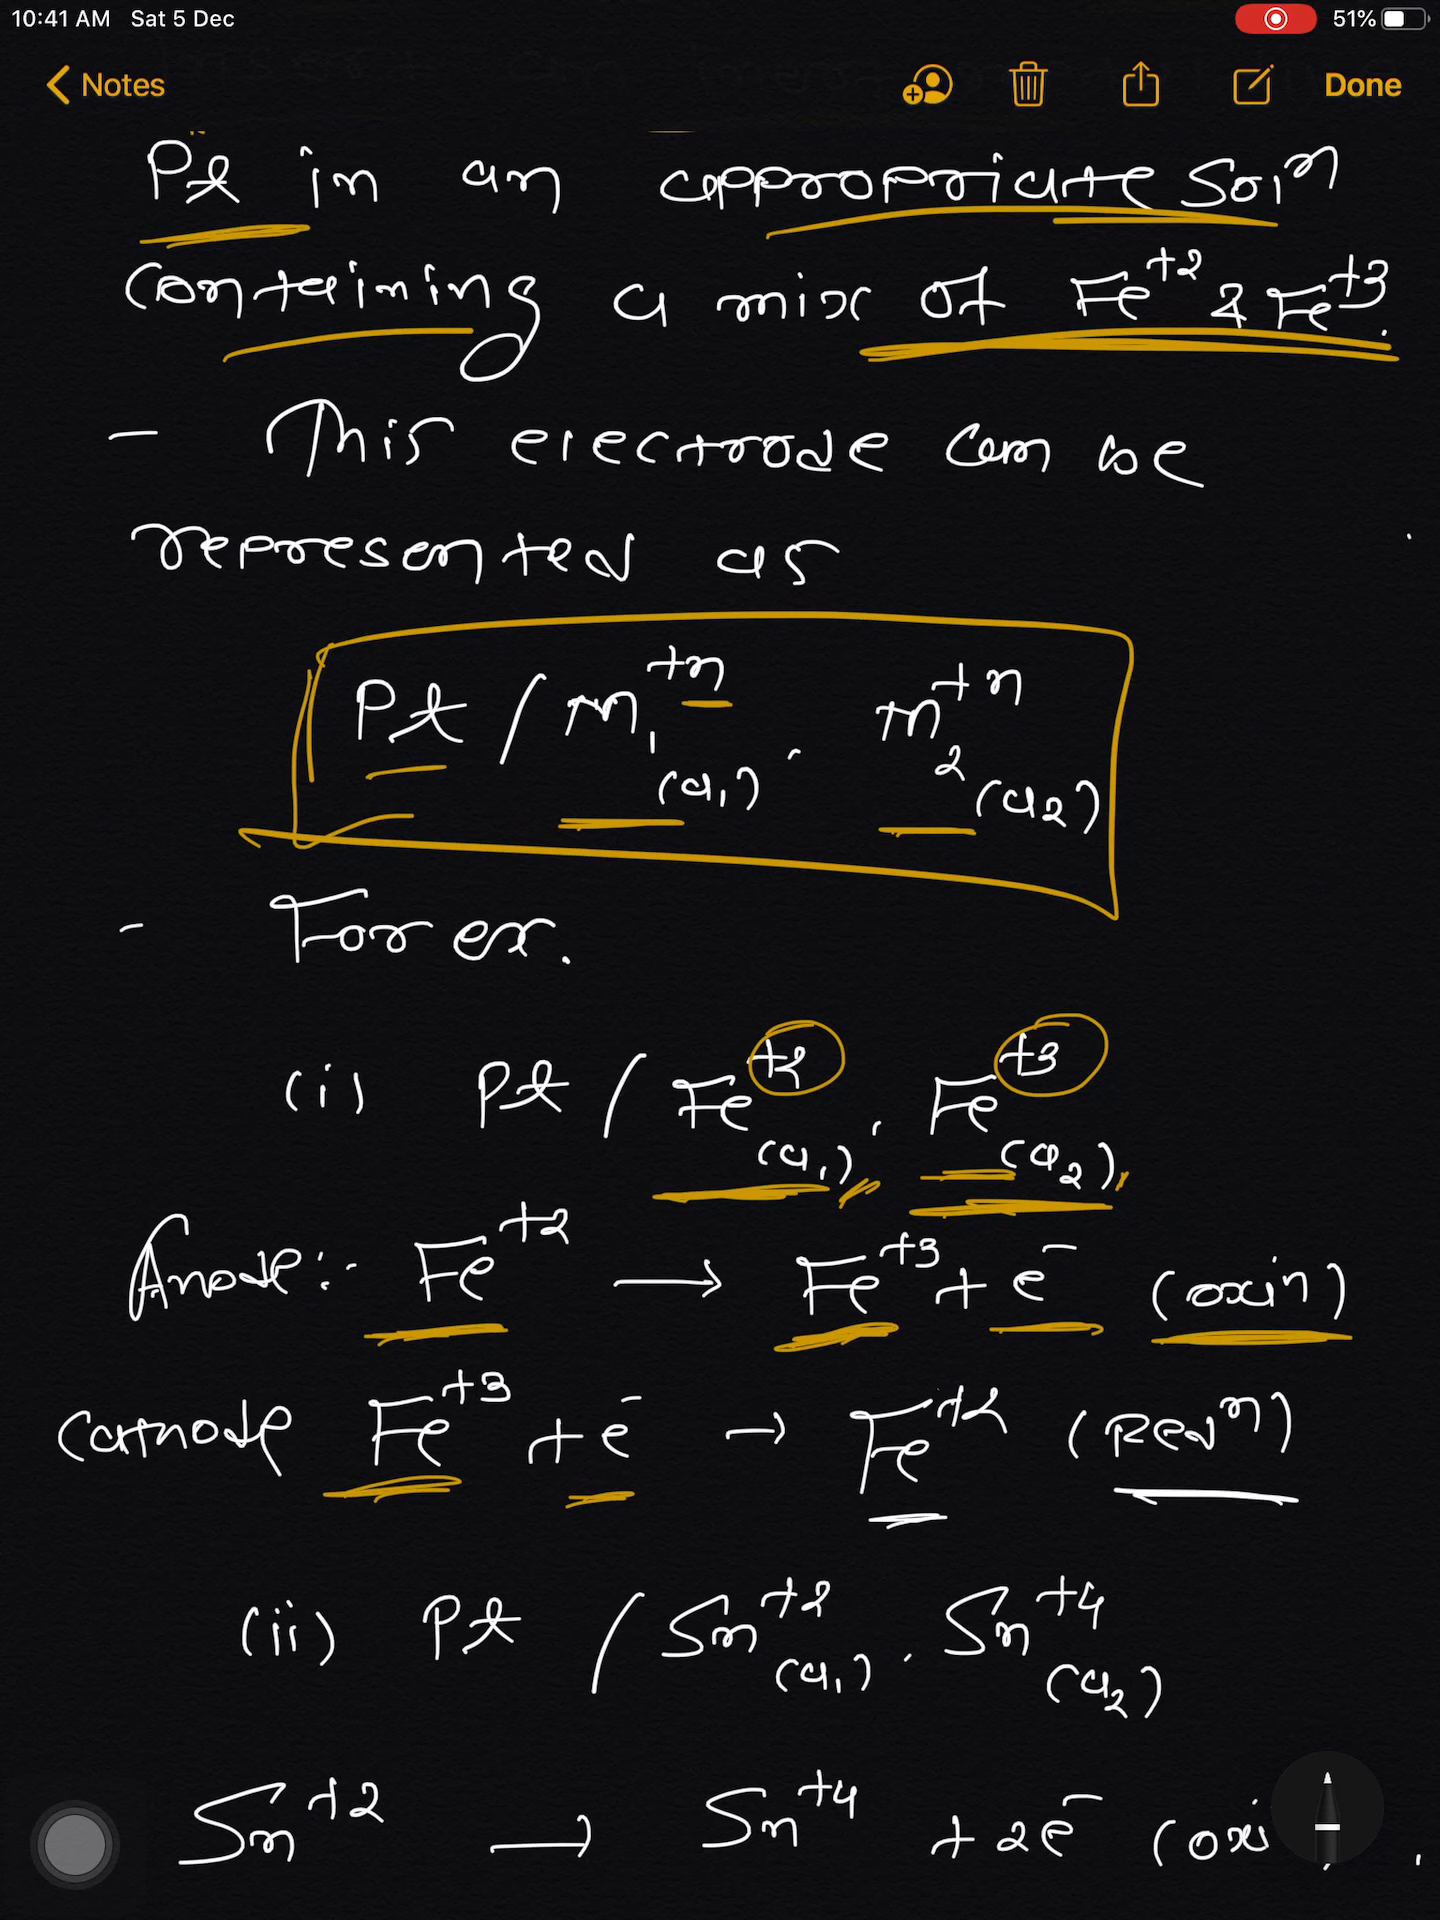 10:41 AM Sat 5 Dec 51%
Notes Done
Pt in an appropriate solⁿ
containing a mix of Fe⁺² & Fe⁺³.
- This electrode can be
represented as
Pt / M₁⁺ⁿ (a₁), M₂⁺ⁿ (a₂)
- For ex.
(i) Pt / Fe⁺² (a₁), Fe⁺³ (a₂),
Anode:- Fe⁺² → Fe⁺³ + e⁻ (oxiⁿ)
Cathode Fe⁺³ + e⁻ → Fe⁺² (Redⁿ)
(ii) Pt / Sn⁺² (a₁), Sn⁺⁴ (a₂)
Sn⁺² → Sn⁺⁴ + 2e⁻ (oxi